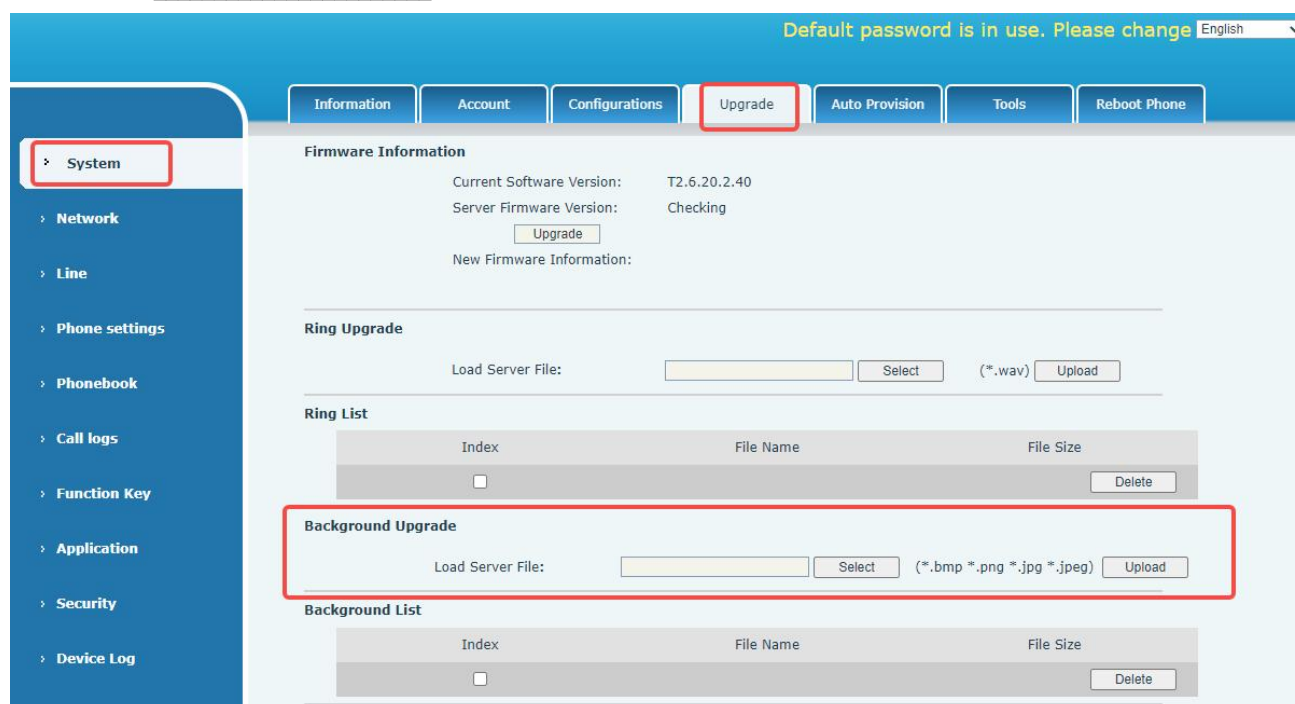 Default password is in use. Please change English
Information Account Configurations Upgrade Auto Provision Tools Reboot Phone
System
Network
Line
Phone settings
Phonebook
Call logs
Function Key
Application
Security
Device Log
Firmware Information
Current Software Version: T2.6.20.2.40
Server Firmware Version: Checking
Upgrade
New Firmware Information:
Ring Upgrade
Load Server File: Select (*.wav) Upload
Ring List
Index File Name File Size
Delete
Background Upgrade
Load Server File: Select (*.bmp *.png *.jpg *.jpeg) Upload
Background List
Index File Name File Size
Delete